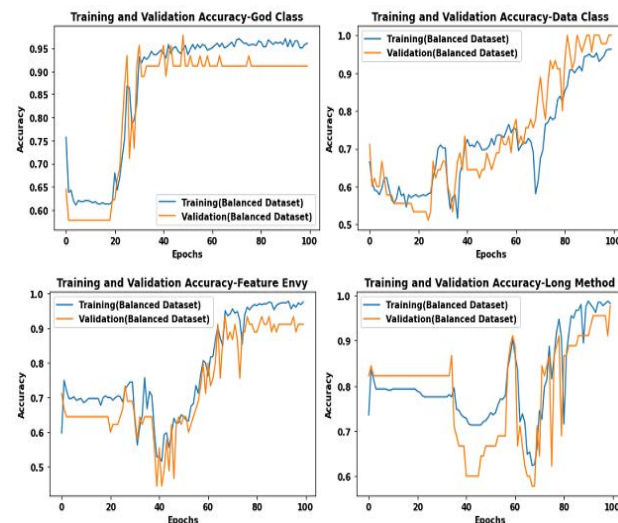 Training and Validation Accuracy-God Class
Accuracy
0.95
0.90
0.85
0.80
0.75
0.70
0.65
0.60
Training(Balanced Dataset)
Validation(Balanced Dataset)
0 20 40 60 80 100
Epochs
Training and Validation Accuracy-Data Class
Accuracy
1.0
0.9
0.8
0.7
0.6
0.5
Training(Balanced Dataset)
Validation(Balanced Dataset)
0 20 40 60 80 100
Epochs
Training and Validation Accuracy-Feature Envy
Accuracy
1.0
0.9
0.8
0.7
0.6
0.5
Training(Balanced Dataset)
Validation(Balanced Dataset)
0 20 40 60 80 100
Epochs
Training and Validation Accuracy-Long Method
Accuracy
1.0
0.9
0.8
0.7
0.6
Training(Balanced Dataset)
Validation(Balanced Dataset)
0 20 40 60 80 100
Epochs